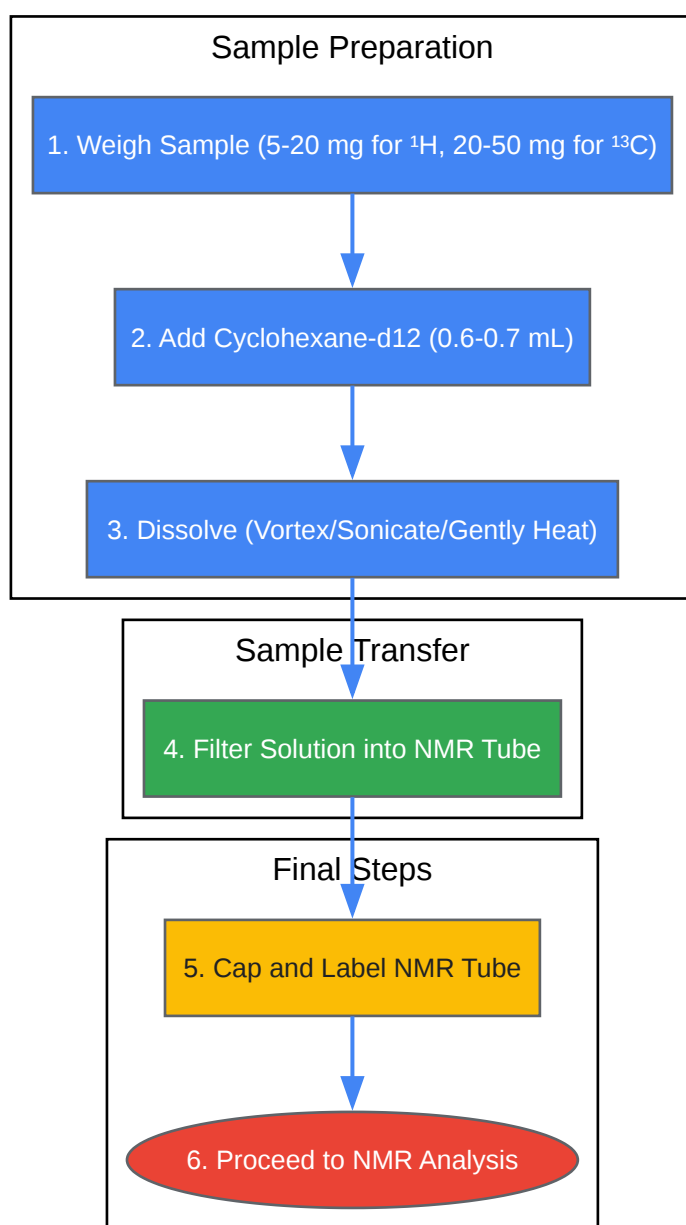 Sample Preparation
1. Weigh Sample (5-20 mg for ¹H, 20-50 mg for ¹³C)
2. Add Cyclohexane-d12 (0.6-0.7 mL)
3. Dissolve (Vortex/Sonicate/Gently Heat)
Sample Transfer
4. Filter Solution into NMR Tube
Final Steps
5. Cap and Label NMR Tube
6. Proceed to NMR Analysis